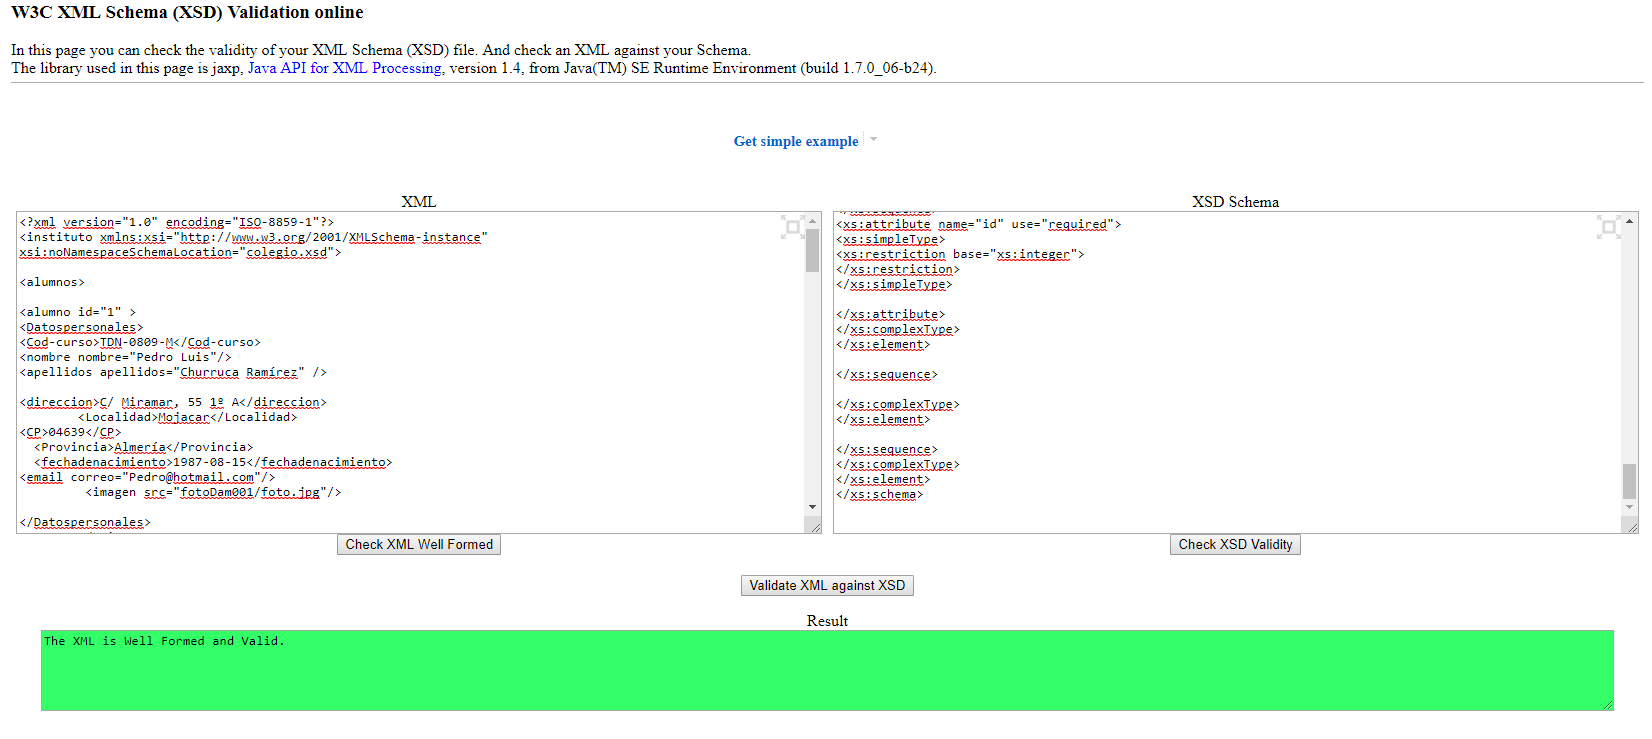 W3C XML Schema (XSD) Validation online
In this page you can check the validity of your XML Schema (XSD) file. And check an XML against your Schema.
The library used in this page is jaxp, Java API for XML Processing, version 1.4, from Java(TM) SE Runtime Environment (build 1.7.0_06-b24).
Get simple example
XML
<?xml version="1.0" encoding="ISO-8859-1"?>
<instituto xmlns:xsi="http://www.w3.org/2001/XMLSchema-instance"
xsi:noNamespaceSchemaLocation="colegio.xsd">
<alumnos>
<alumno id="1" >
<Datospersonales>
<Cod-curso>TDN-0809-M</Cod-curso>
<nombre nombre="Pedro Luis"/>
<apellidos apellidos="Churruca Ramírez" />
<direccion>C/ Miramar, 55 1º A</direccion>
<Localidad>Mojacar</Localidad>
<CP>04639</CP>
<Provincia>Almería</Provincia>
<fechadenacimiento>1987-08-15</fechadenacimiento>
<email correo="Pedro@hotmail.com"/>
<imagen src="fotoDam001/foto.jpg"/>
</Datospersonales>
Check XML Well Formed
XSD Schema
</xs:sequence>
<xs:attribute name="id" use="required">
<xs:simpleType>
<xs:restriction base="xs:integer">
</xs:restriction>
</xs:simpleType>
</xs:attribute>
</xs:complexType>
</xs:element>
</xs:sequence>
</xs:complexType>
</xs:element>
</xs:sequence>
</xs:complexType>
</xs:element>
</xs:schema>
Check XSD Validity
Validate XML against XSD
Result
The XML is Well Formed and Valid.